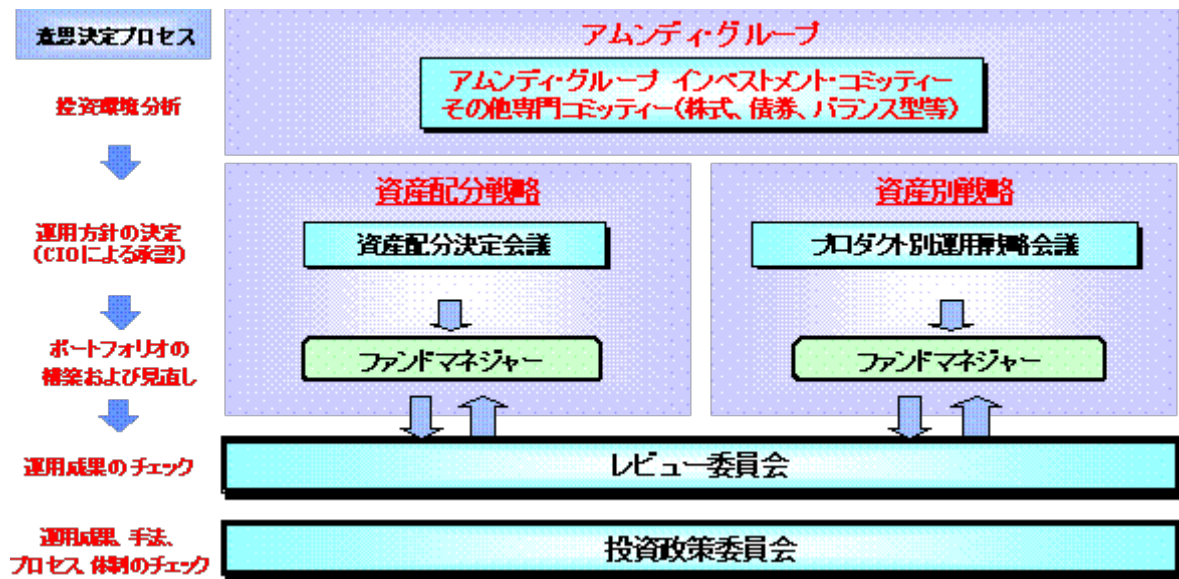 意思決定プロセス
アムンディ・グループ
アムンディ・グループ インベストメント・コミッティー
その他専門コミッティー(株式、債券、バランス型等)
投資環境分析
資産配分戦略
資産別戦略
運用方針の決定
(CIOによる承認)
資産配分決定会議
プロダクト別運用戦略会議
ポートフォリオの
構築および見直し
ファンドマネジャー
ファンドマネジャー
運用成果のチェック
レビュー委員会
運用成果、手法、
プロセス、体制のチェック
投資政策委員会